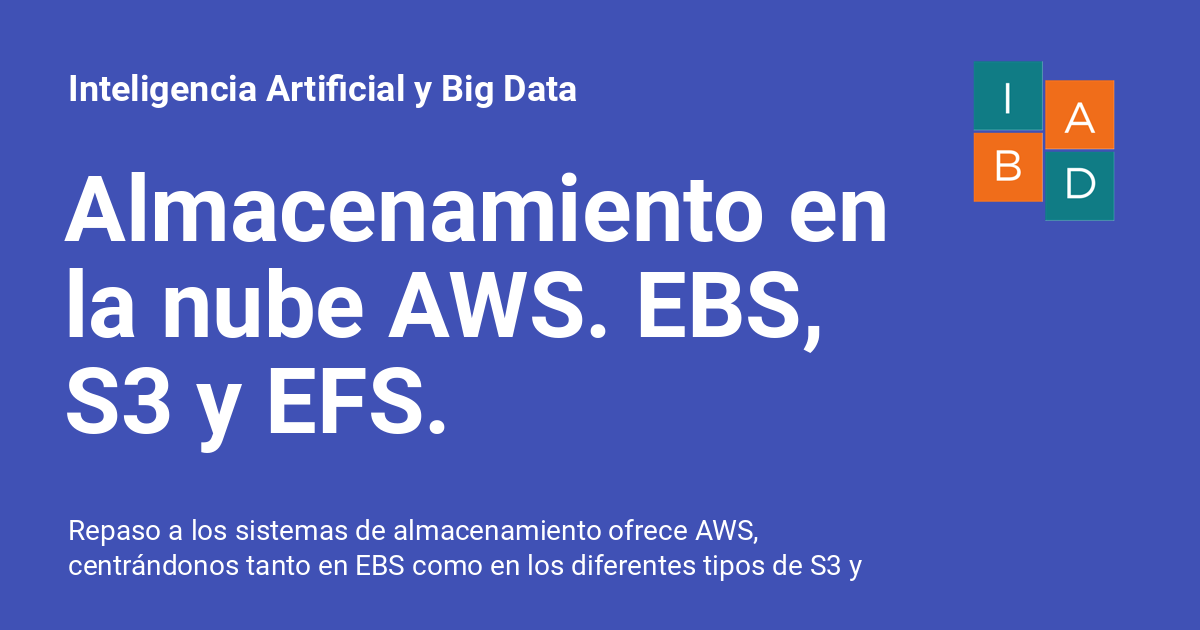 Inteligencia Artificial y Big Data
I A
B D
Almacenamiento en
la nube AWS. EBS,
S3 y EFS.
Repaso a los sistemas de almacenamiento ofrece AWS,
centrándonos tanto en EBS como en los diferentes tipos de S3 y